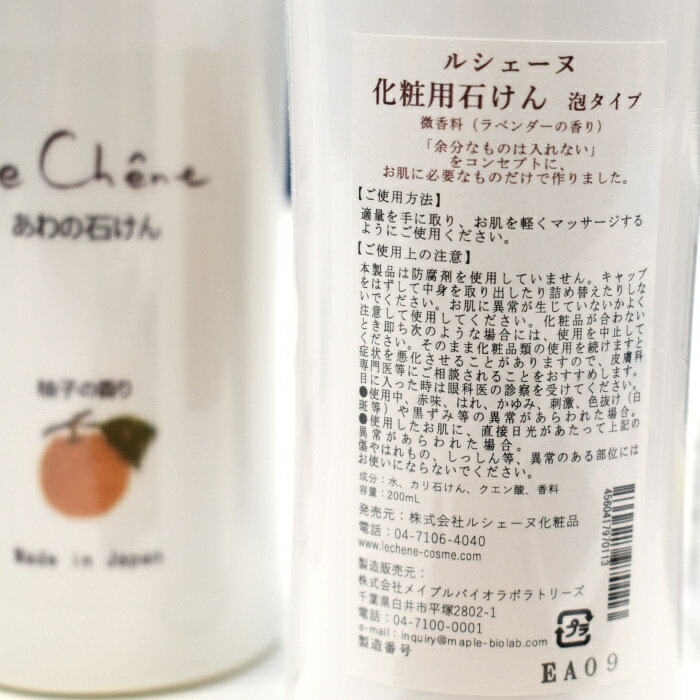 e Chêne
あわの石けん
柚子の香り
Made in Japan
ルシェーヌ
化粧用石けん 泡タイプ
微香料（ラベンダーの香り）
「余分なものは入れない」
をコンセプトに、
お肌に必要なものだけで作りました。
【ご使用方法】
適量を手に取り、お肌を軽くマッサージする
ようにご使用ください。
【ご使用上の注意】
本製品は防腐剤を使用していません。キャップ
をはずして中身を取り出したり詰め替えたりしな
いでください。お肌に異常が生じていないかよく
注意して使用してください。化粧品が合わない
とき即ち次のような場合には、使用を中止して
ください。そのまま化粧品類の使用を続けますと
症状を悪化させることがありますので、皮膚科
専門医等にご相談されることをおすすめします。
目に入った時は眼科医の診察を受けてください。
●使用中、赤味、はれ、かゆみ、刺激、色抜け（白
斑等）や黒ずみ等の異常があらわれた場合。
●使用したお肌に、直接日光があたって上記の
異常があらわれた場合。
傷やはれもの、しっしん等、異常のある部位には
お使いにならないでください。
成分：水、カリ石けん、クエン酸、香料
容量：200mL
発売元：株式会社ルシェーヌ化粧品
電話：04-7106-4040
www.lechene-cosme.com
製造販売元：
株式会社メイプルバイオラボラトリーズ
千葉県白井市平塚2802-1
電話：04-7100-0001
e-mail：inquiry@maple-biolab.com
製造番号
EA09
プラ